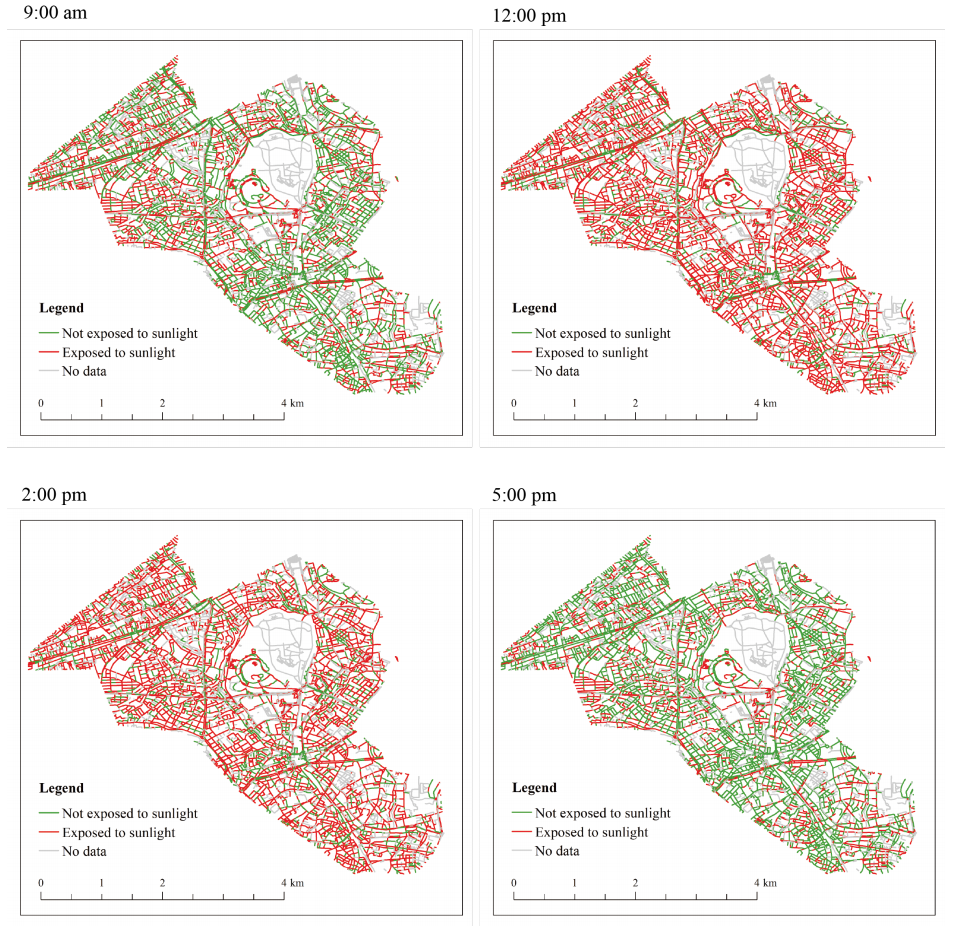 9:00 am
12:00 pm
Legend
Not exposed to sunlight
Exposed to sunlight
No data
0 1 2 4 km
Legend
Not exposed to sunlight
Exposed to sunlight
No data
0 1 2 4 km
2:00 pm
5:00 pm
Legend
Not exposed to sunlight
Exposed to sunlight
No data
0 1 2 4 km
Legend
Not exposed to sunlight
Exposed to sunlight
No data
0 1 2 4 km